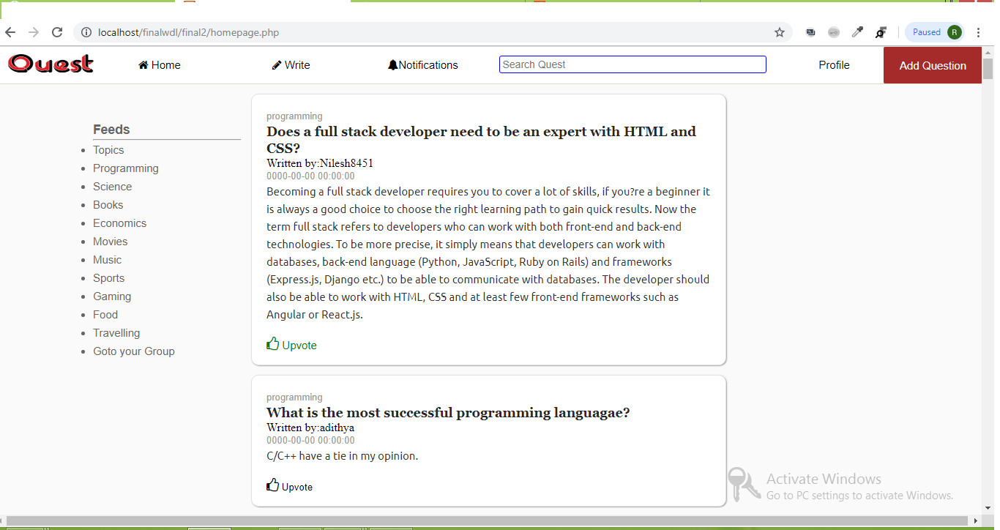 localhost/finalwdl/final2/homepage.php
Paused R
Quest Home Write Notifications Search Quest Profile Add Question
Feeds
Topics
Programming
Science
Books
Economics
Movies
Music
Sports
Gaming
Food
Travelling
Goto your Group
programming
Does a full stack developer need to be an expert with HTML and
CSS?
Written by:Nilesh8451
0000-00-00 00:00:00
Becoming a full stack developer requires you to cover a lot of skills, if you?re a beginner it
is always a good choice to choose the right learning path to gain quick results. Now the
term full stack refers to developers who can work with both front-end and back-end
technologies. To be more precise, it simply means that developers can work with
databases, back-end language (Python, JavaScript, Ruby on Rails) and frameworks
(Express.js, Django etc.) to be able to communicate with databases. The developer should
also be able to work with HTML, CSS and at least few front-end frameworks such as
Angular or React.js.
Upvote
programming
What is the most successful programming languagae?
Written by:adithya
0000-00-00 00:00:00
C/C++ have a tie in my opinion.
Upvote
Activate Windows
Go to PC settings to activate Windows.